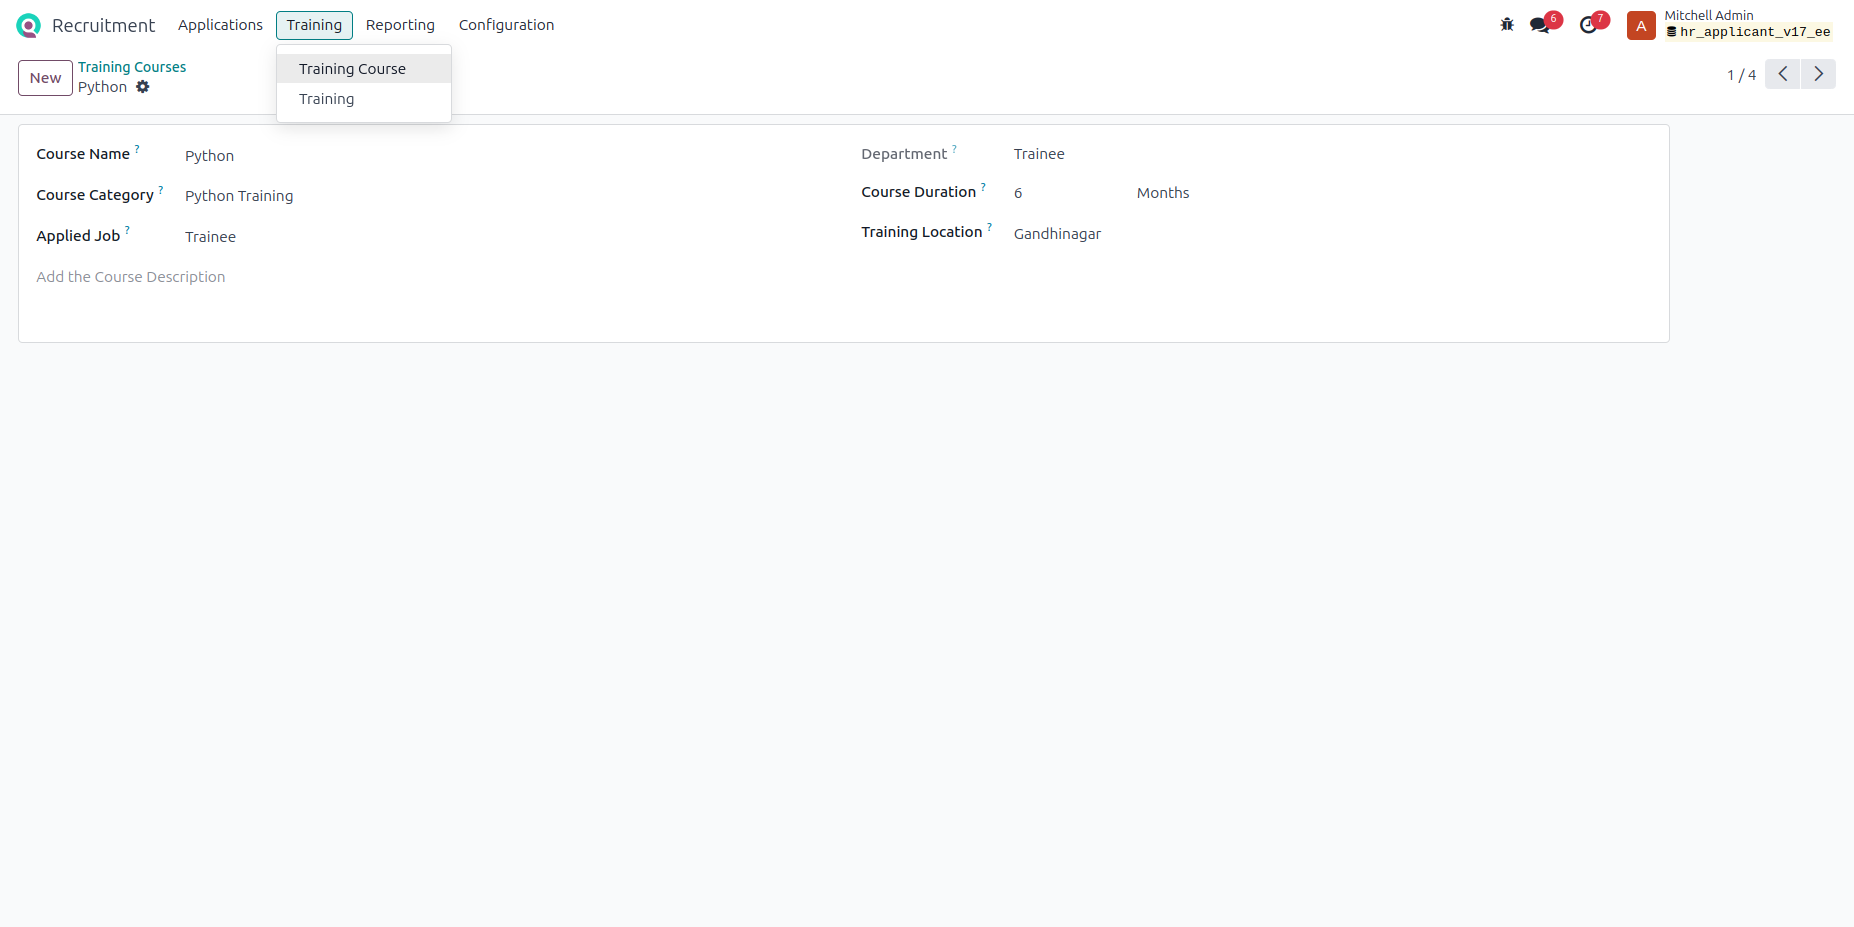 Recruitment Applications Training Reporting Configuration 6 7 A Mitchell Admin
hr_applicant_v17_ee
New Training Courses
Python
Training Course
Training
1 / 4
Course Name ? Python
Course Category ? Python Training
Applied Job ? Trainee
Add the Course Description
Department ? Trainee
Course Duration ? 6 Months
Training Location ? Gandhinagar